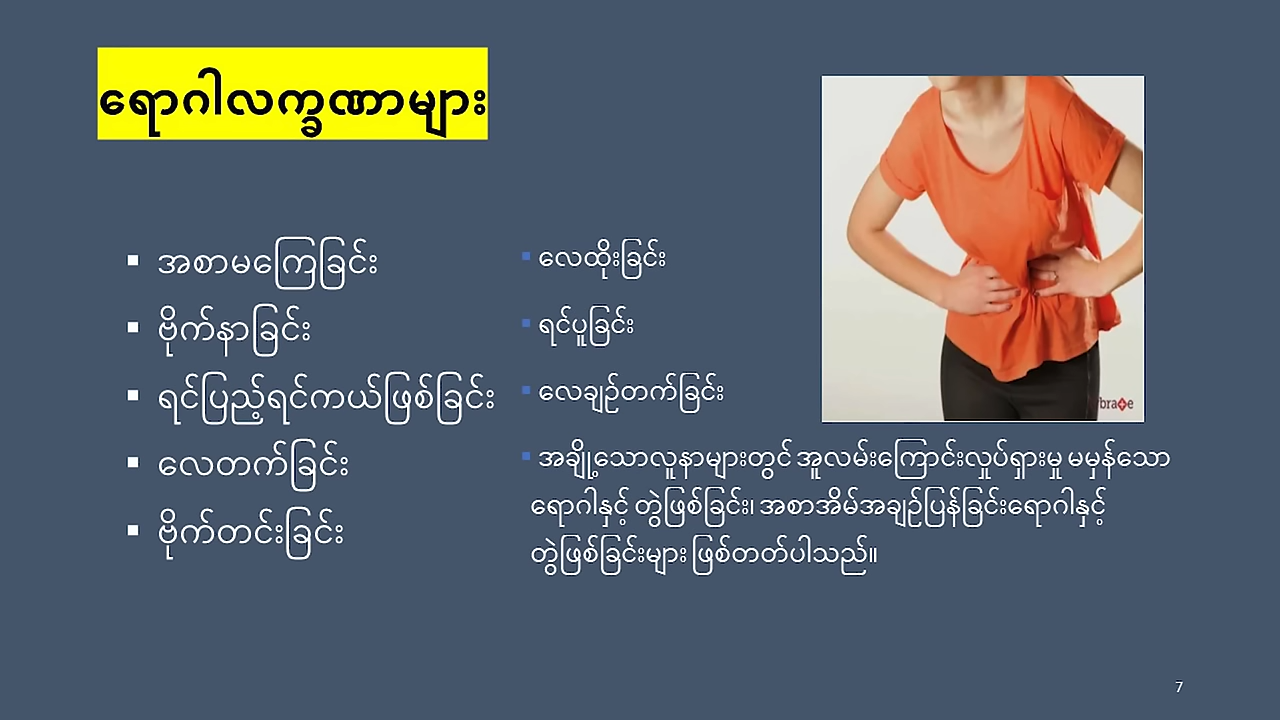 ရောဂါလက္ခဏာများ
▪ အစာမကြေခြင်း
▪ ဗိုက်နာခြင်း
▪ ရင်ပြည့်ရင်ကယ်ဖြစ်ခြင်း
▪ လေတက်ခြင်း
▪ ဗိုက်တင်းခြင်း
▪ လေထိုးခြင်း
▪ ရင်ပူခြင်း
▪ လေချဉ်တက်ခြင်း
▪ အချို့သောလူနာများတွင် အူလမ်းကြောင်းလှုပ်ရှားမှု မမှန်သော
ရောဂါနှင့် တွဲဖြစ်ခြင်း၊ အစာအိမ်အချဉ်ပြန်ခြင်းရောဂါနှင့်
တွဲဖြစ်ခြင်းများ ဖြစ်တတ်ပါသည်။
7